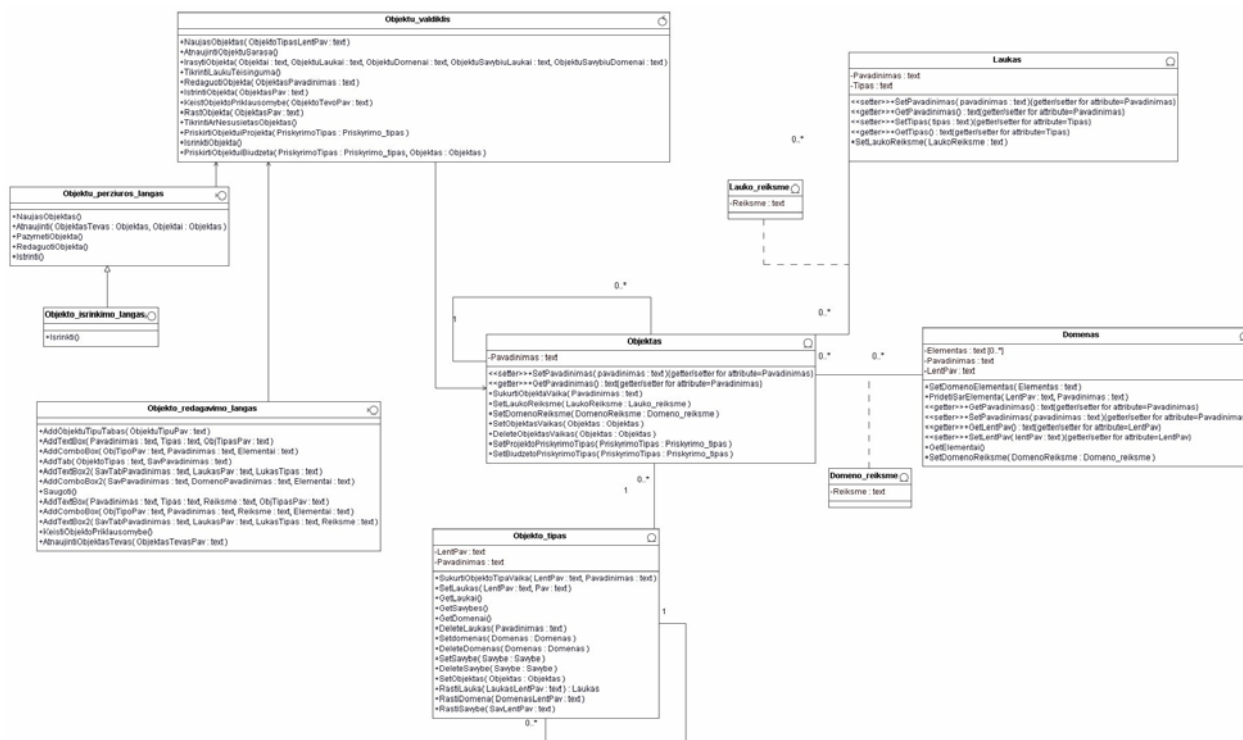 Objektu_valdiklis
+NaujasObjektas( ObjektoTipasLentPav : text )
+AtnaujintiObjektuSarasa()
+IrasytiObjekta( Objektai : text, ObjektuLaukai : text, ObjektuDomenai : text, ObjektuSavybiuLaukai : text, ObjektuSavybiuDomenai : text )
+TikrintiLaukuTeisinguma()
+RedaguotiObjekta( ObjektasPavadinimas : text )
+IstrintiObjekta( ObjektasPav : text )
+KeistObjektoPriklausomybe( ObjektoTevoPav : text )
+RastObjekta( ObjektasPav : text )
+TikrintiArNesusietasObjektas()
+PriskirtiObjektuiProjekta( PriskyrimoTipas : Priskyrimo_tipas )
+IsrinktiObjekta()
+PriskirtiObjektuiBiudzeta( PriskyrimoTipas : Priskyrimo_tipas, Objektas : Objektas )
Objektu_perziuros_langas
+NaujasObjektas()
+Atnaujinti( ObjektasTevas : Objektas, Objektai : Objektas )
+PazymetiObjekta()
+RedaguotiObjekta()
+Istrinti()
Objekto_isrinkimo_langas
+Isrinkti()
Objekto_redagavimo_langas
+AddObjektuTipuTabas( ObjektuTipuPav : text )
+AddTextBox( Pavadinimas : text, Tipas : text, ObjTipasPav : text )
+AddComboBox( ObjTipoPav : text, Pavadinimas : text, Elementai : text )
+AddTab( ObjektoTipas : text, SavPavadinimas : text )
+AddTextBox2( SavTabPavadinimas : text, LaukasPav : text, LukasTipas : text )
+AddComboBox2( SavPavadinimas : text, DomenoPavadinimas : text, Elementai : text )
+Saugoti()
+AddTextBox( Pavadinimas : text, Tipas : text, Reiksme : text, ObjTipasPav : text )
+AddComboBox( ObjTipoPav : text, Pavadinimas : text, Reiksme : text, Elementai : text )
+AddTextBox2( SavTabPavadinimas : text, LaukasPav : text, LukasTipas : text, Reiksme : text )
+KeistiObjektoPriklausomybe()
+AtnaujintiObjektasTevas( ObjektasTevasPav : text )
Laukas
-Pavadinimas : text
-Tipas : text
<<setter>>+SetPavadinimas( pavadinimas : text ){getter/setter for attribute=Pavadinimas}
<<getter>>+GetPavadinimas() : text{getter/setter for attribute=Pavadinimas}
<<setter>>+SetTipas( tipas : text ){getter/setter for attribute=Tipas}
<<getter>>+GetTipas() : text{getter/setter for attribute=Tipas}
+SetLaukoReiksme( LaukoReiksme : text )
0..*
Lauko_reiksme
-Reiksme : text
0..*
1
0..*
Objektas
-Pavadinimas : text
<<setter>>+SetPavadinimas( pavadinimas : text ){getter/setter for attribute=Pavadinimas}
<<getter>>+GetPavadinimas() : text{getter/setter for attribute=Pavadinimas}
+SukurtiObjektaVaika( Pavadinimas : text )
+SetLaukoReiksme( LaukoReiksme : Lauko_reiksme )
+SetDomenoReiksme( DomenoReiksme : Domeno_reiksme )
+SetObjektasVaikas( Objektas : Objektas )
+DeleteObjektasVaikas( Objektas : Objektas )
+SetProjektoPriskyrimoTipas( PriskyrimoTipas : Priskyrimo_tipas )
+SetBiudzetoPriskyrimoTipas( PriskyrimoTipas : Priskyrimo_tipas )
0..*
0..*
Domenas
-Elementas : text [0..*]
-Pavadinimas : text
-LentPav : text
+SetDomenoElementas( Elementas : text )
+PridetiSarElementa( LentPav : text, Pavadinimas : text )
<<getter>>+GetPavadinimas() : text{getter/setter for attribute=Pavadinimas}
<<setter>>+SetPavadinimas( pavadinimas : text ){getter/setter for attribute=Pavadinimas
<<getter>>+GetLentPav() : text{getter/setter for attribute=LentPav}
<<setter>>+SetLentPav( lentPav : text ){getter/setter for attribute=LentPav}
+GetElementai()
+SetDomenoReiksme( DomenoReiksme : Domeno_reiksme )
Domeno_reiksme
-Reiksme : text
0..*
1
Objekto_tipas
-LentPav : text
-Pavadinimas : text
+SukurtiObjektoTipaVaika( LentPav : text, Pavadinimas : text )
+SetLaukas( LentPav : text, Pav : text )
+GetLaukai()
+GetSavybes()
+GetDomenai()
+DeleteLaukas( Pavadinimas : text )
+Setdomenas( Domenas : Domenas )
+DeleteDomenas( Domenas : Domenas )
+SetSavybe( Savybe : Savybe )
+DeleteSavybe( Savybe : Savybe )
+SetObjektas( Objektas : Objektas )
+RastiLauka( LaukasLentPav : text ) : Laukas
+RastiDomena( DomenasLentPav : text )
+RastiSavybe( SavLentPav : text )
1
0..*